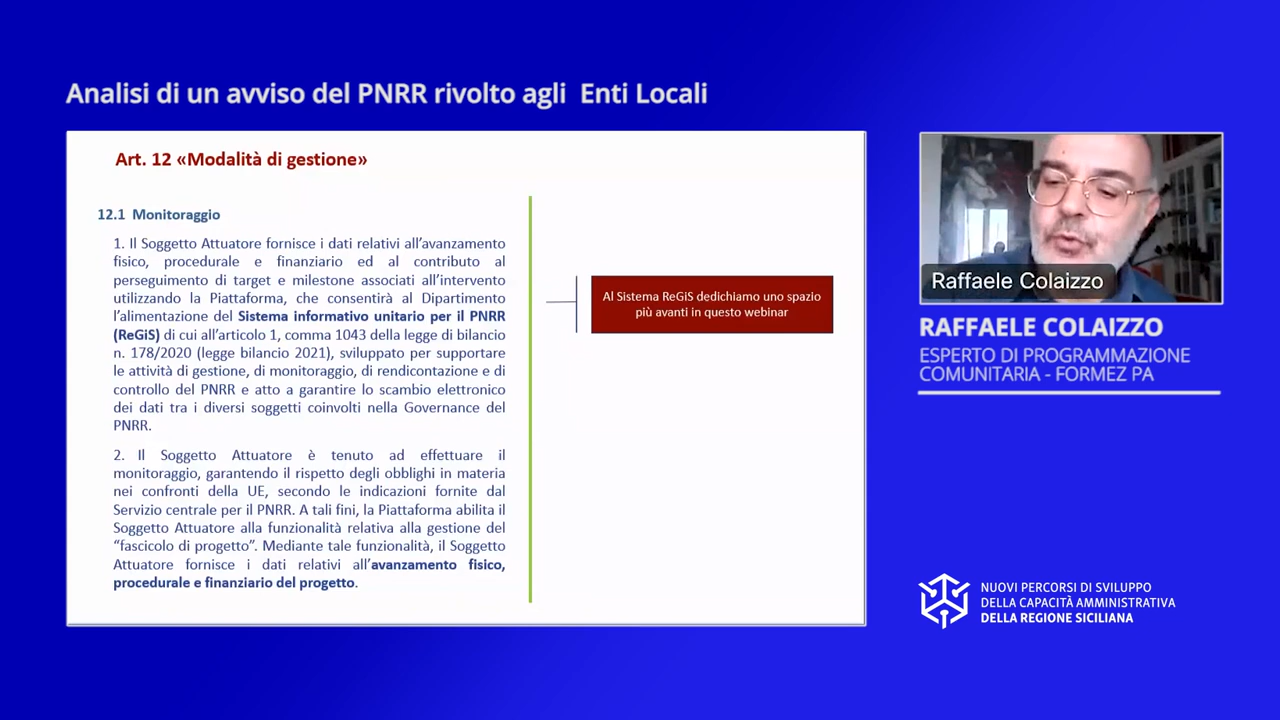 Analisi di un avviso del PNRR rivolto agli Enti Locali
Art. 12 «Modalità di gestione»
12.1 Monitoraggio
1. Il Soggetto Attuatore fornisce i dati relativi all’avanzamento
fisico, procedurale e finanziario ed al contributo al
perseguimento di target e milestone associati all’intervento
utilizzando la Piattaforma, che consentirà al Dipartimento
l’alimentazione del Sistema informativo unitario per il PNRR
(ReGiS) di cui all’articolo 1, comma 1043 della legge di bilancio
n. 178/2020 (legge bilancio 2021), sviluppato per supportare
le attività di gestione, di monitoraggio, di rendicontazione e di
controllo del PNRR e atto a garantire lo scambio elettronico
dei dati tra i diversi soggetti coinvolti nella Governance del
PNRR.
2. Il Soggetto Attuatore è tenuto ad effettuare il
monitoraggio, garantendo il rispetto degli obblighi in materia
nei confronti della UE, secondo le indicazioni fornite dal
Servizio centrale per il PNRR. A tali fini, la Piattaforma abilita il
Soggetto Attuatore alla funzionalità relativa alla gestione del
“fascicolo di progetto”. Mediante tale funzionalità, il Soggetto
Attuatore fornisce i dati relativi all’avanzamento fisico,
procedurale e finanziario del progetto.
Al Sistema ReGiS dedichiamo uno spazio
più avanti in questo webinar
Raffaele Colaizzo
RAFFAELE COLAIZZO
ESPERTO DI PROGRAMMAZIONE
COMUNITARIA - FORMEZ PA
NUOVI PERCORSI DI SVILUPPO
DELLA CAPACITÀ AMMINISTRATIVA
DELLA REGIONE SICILIANA